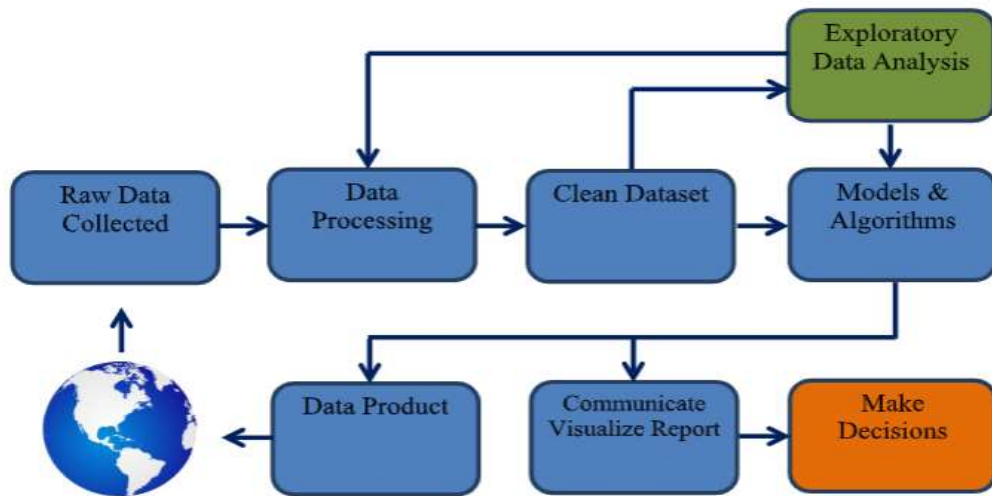 Exploratory
Data Analysis
Raw Data
Collected
Data
Processing
Clean Dataset
Models &
Algorithms
Data Product
Communicate
Visualize Report
Make
Decisions